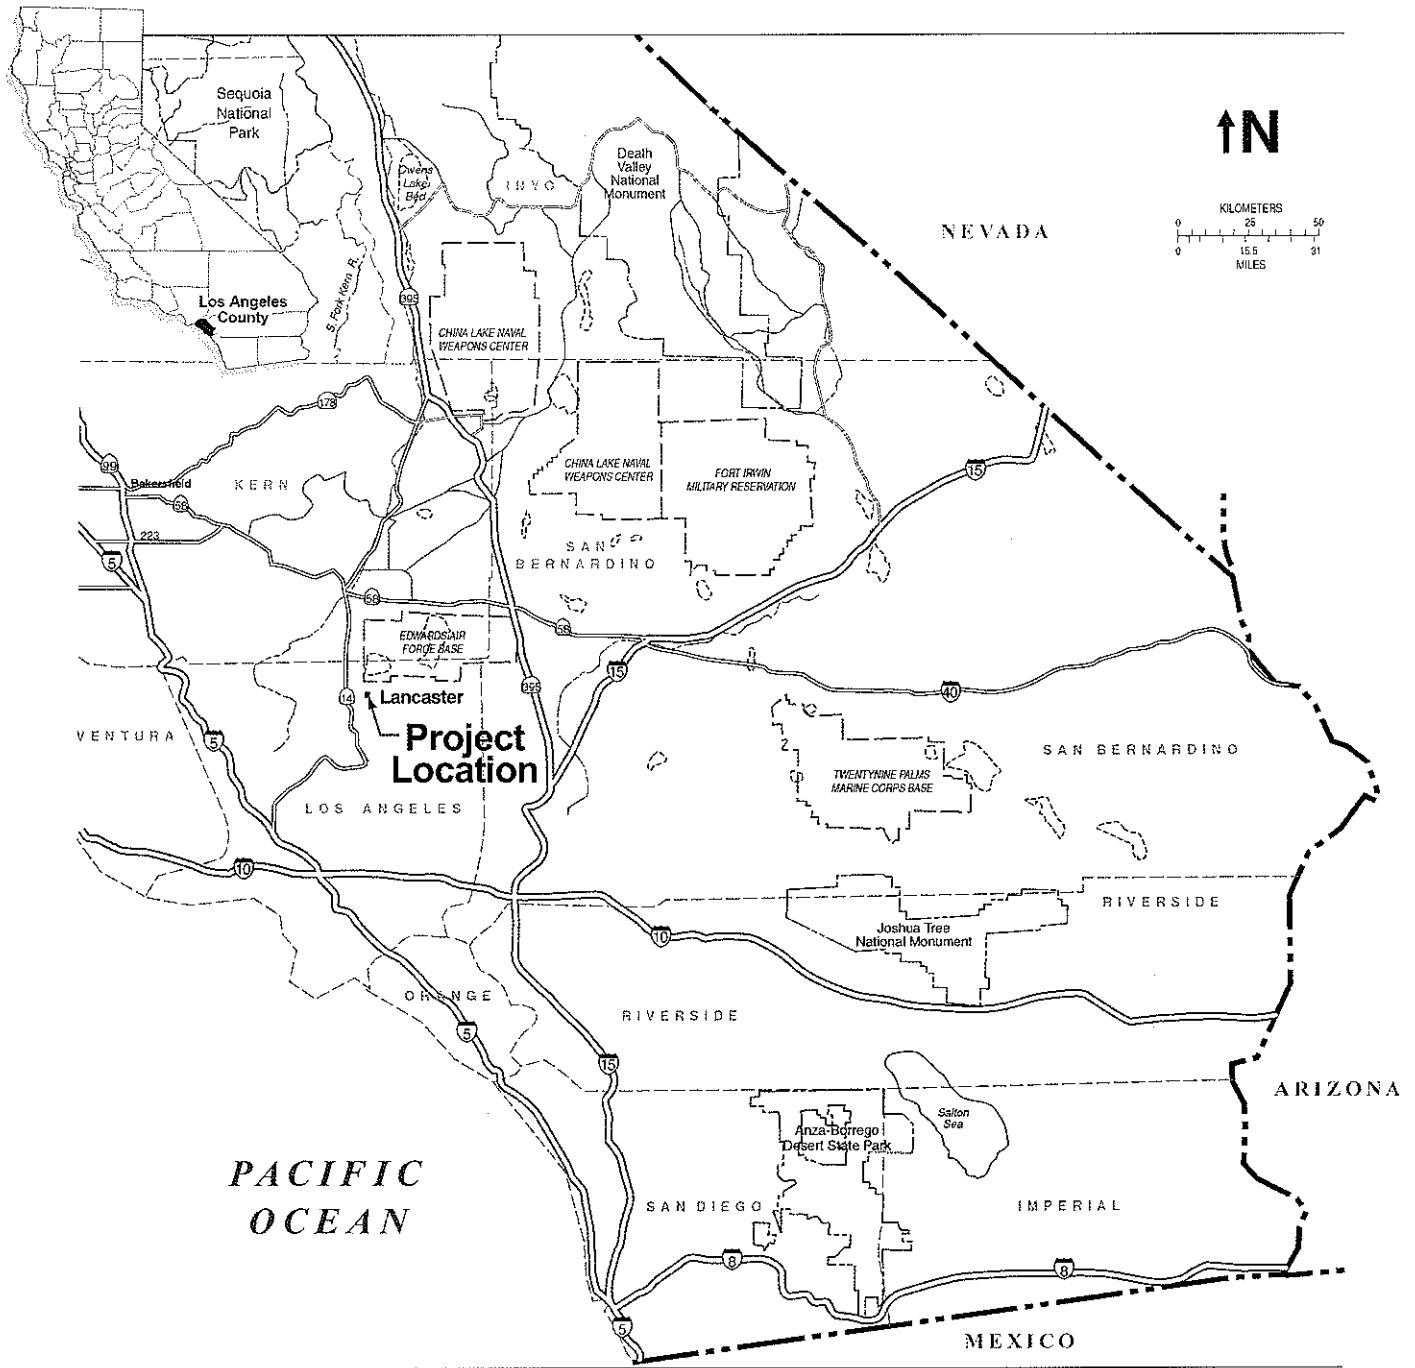 Sequoia
National
Park
N
Death
Valley
National
Monument
Owens
Lake
Bed
INYO
KILOMETERS
0 25 50
0 15.5 31
MILES
NEVADA
S. Fork Kern R.
Los Angeles
County
395
CHINA LAKE NAVAL
WEAPONS CENTER
178
99
Bakersfield
58
KERN
CHINA LAKE NAVAL
WEAPONS CENTER
FORT IRWIN
MILITARY RESERVATION
15
223
5
SAN
BERNARDINO
58
58
EDWARDS AIR
FORCE BASE
15
395
40
14
Lancaster
Project
Location
VENTURA
5
SAN BERNARDINO
TWENTYNINE PALMS
MARINE CORPS BASE
LOS ANGELES
10
RIVERSIDE
10
Joshua Tree
National Monument
ORANGE
RIVERSIDE
5
15
ARIZONA
Salton
Sea
Anza-Borrego
Desert State Park
PACIFIC
OCEAN
SAN DIEGO
IMPERIAL
8
8
5
MEXICO